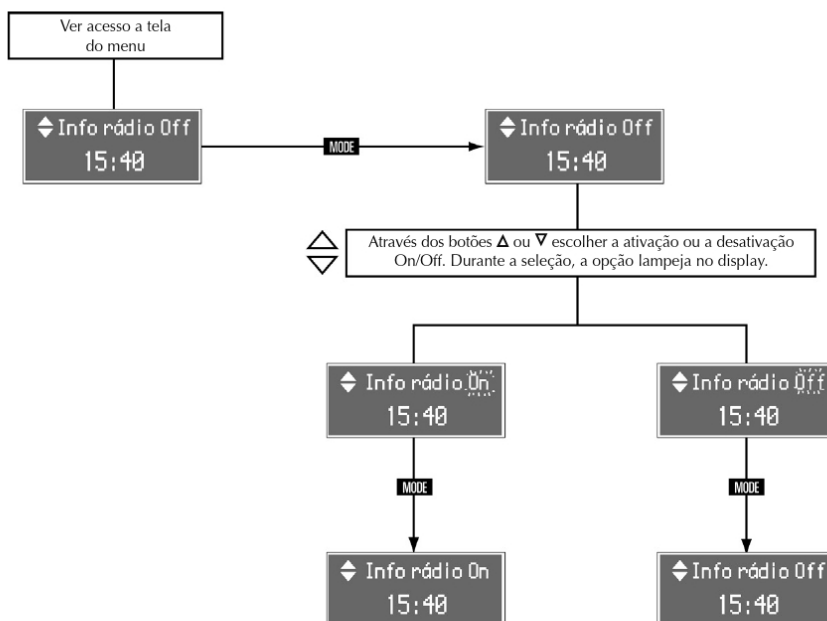 Ver acesso a tela
do menu
Info rádio Off
15:40
MODE
Info rádio Off
15:40
Através dos botões Δ ou ∇ escolher a ativação ou a desativação
On/Off. Durante a seleção, a opção lampeja no display.
Info rádio On
15:40
Info rádio Off
15:40
MODE
MODE
Info rádio On
15:40
Info rádio Off
15:40